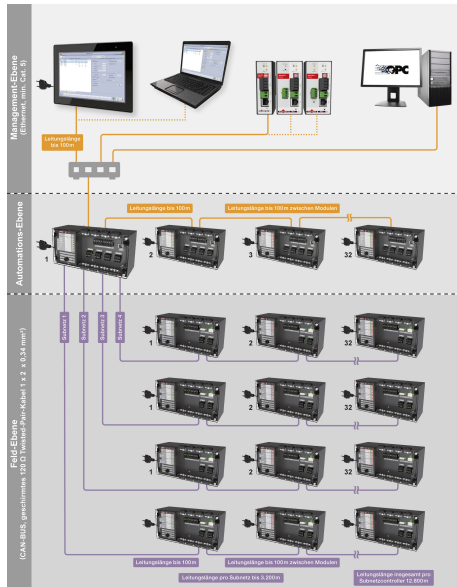 Management-Ebene
(Ethernet, min. Cat. 5)
OPC
Leitungslänge
bis 100m
Automations-Ebene
Leitungslänge bis 100m
Leitungslänge bis 100m zwischen Modulen
1
2
3
32
Feld-Ebene
(CAN-BUS, geschirmtes 120 Ω Twisted-Pair-Kabel 1 x 2 x 0,34 mm²)
Subnetz 1
Subnetz 2
Subnetz 3
Subnetz 4
1
2
32
1
2
32
1
2
32
Leitungslänge bis 100m
Leitungslänge bis 100m zwischen Modulen
Leitungslänge pro Subnetz bis 3.200m
Leitungslänge insgesamt pro
Subnetzcontroller 12.800m